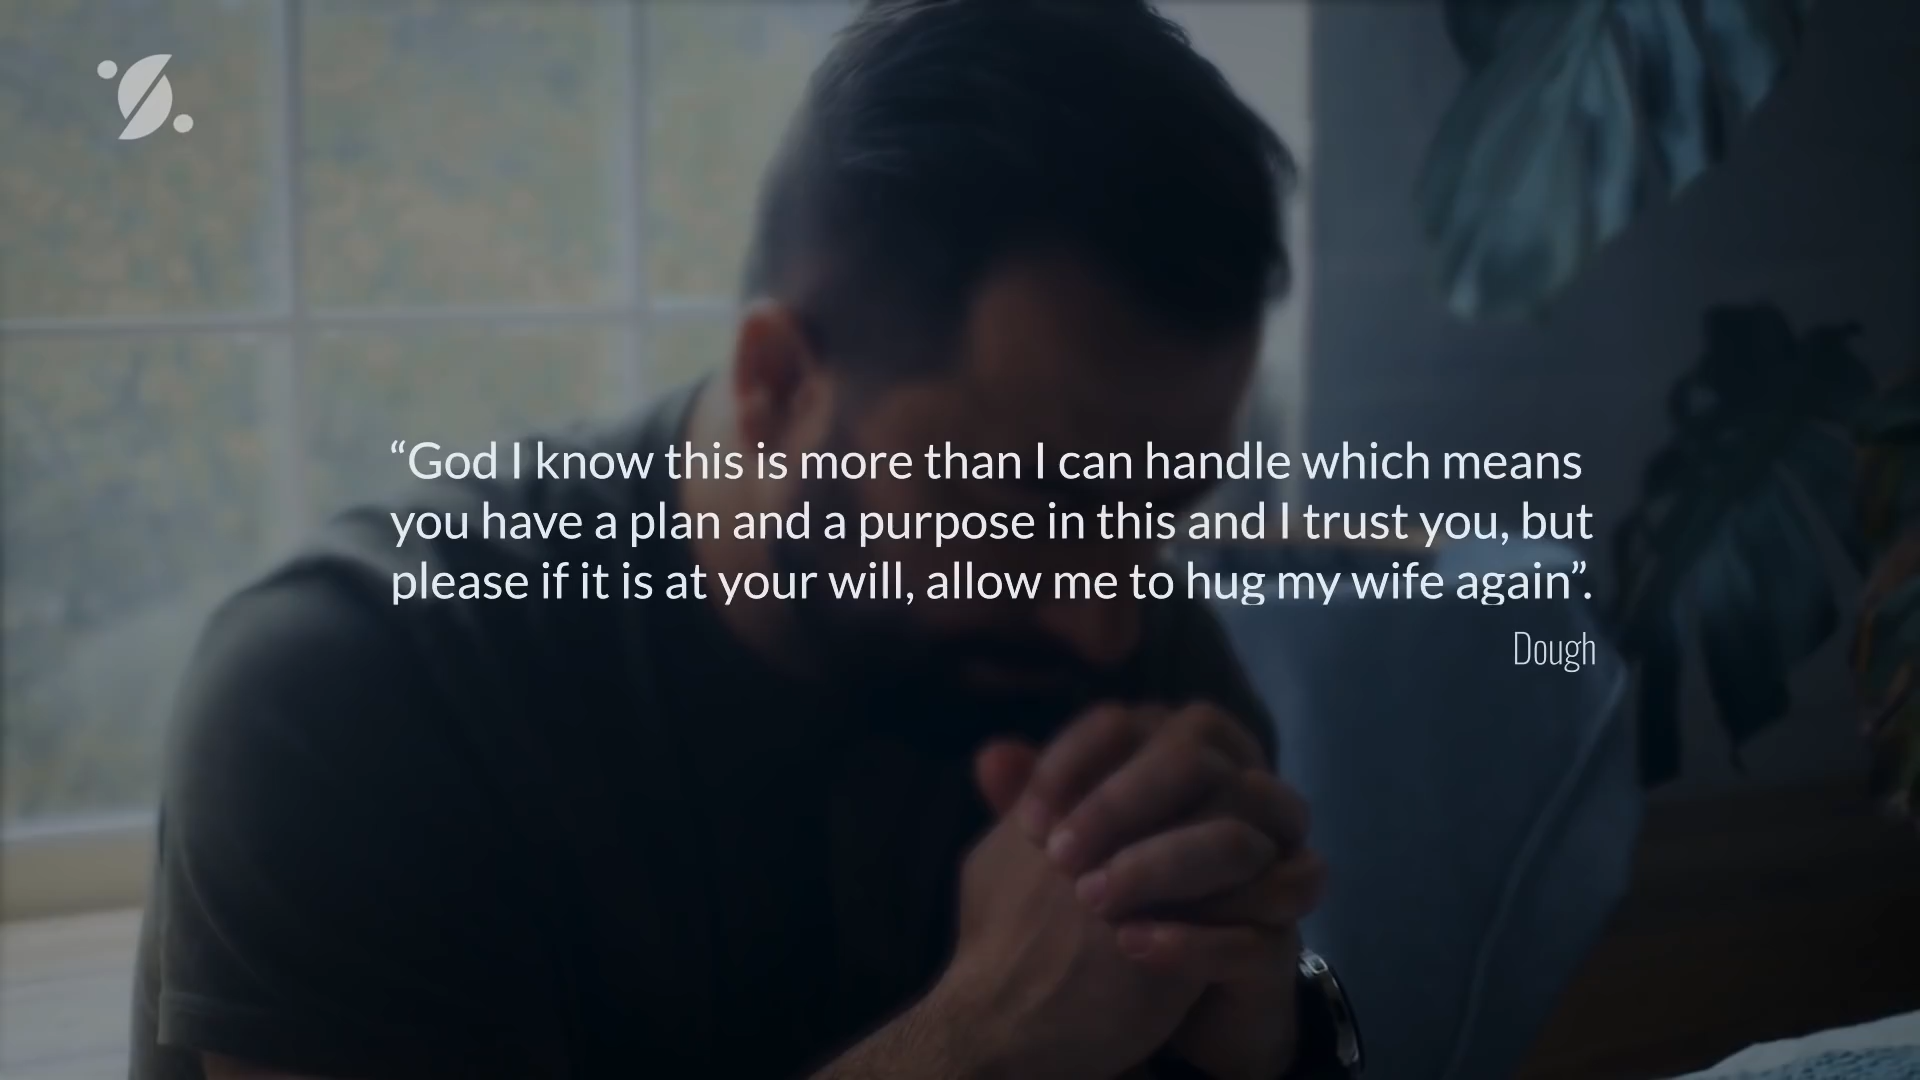 “God I know this is more than I can handle which means
you have a plan and a purpose in this and I trust you, but
please if it is at your will, allow me to hug my wife again”.
Dough